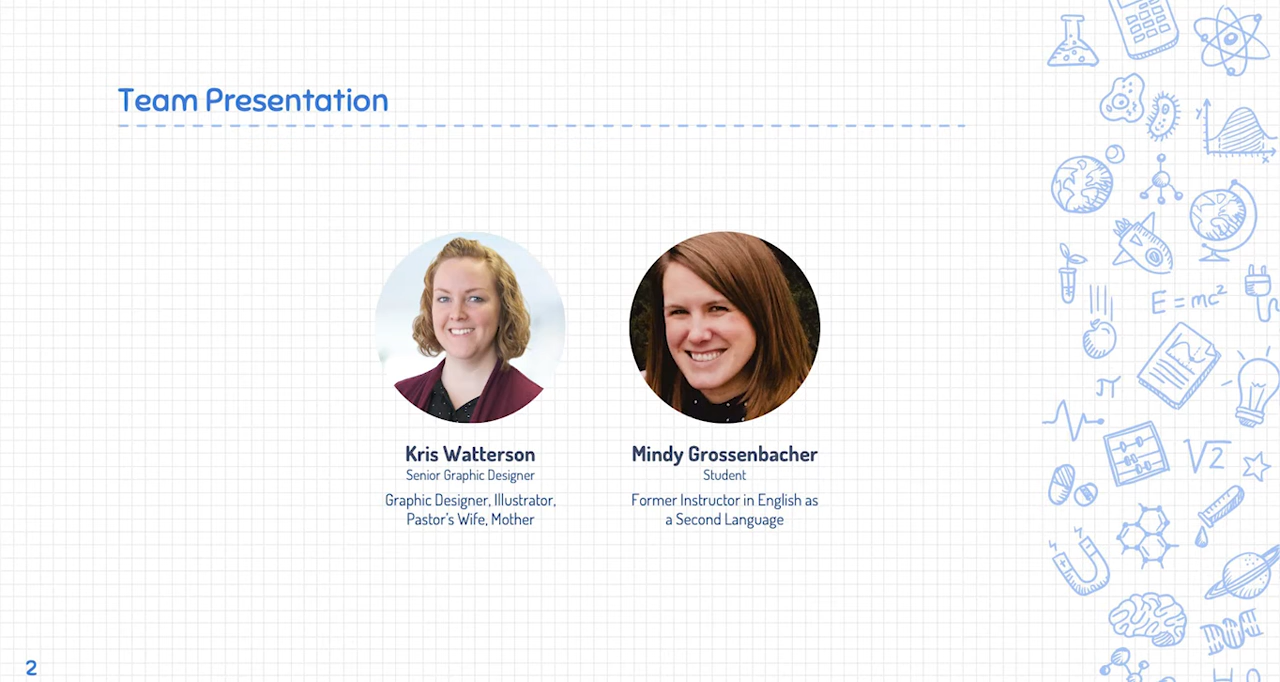 Team Presentation
Kris Watterson
Senior Graphic Designer
Graphic Designer, Illustrator,
Pastor's Wife, Mother
Mindy Grossenbacher
Student
Former Instructor in English as
a Second Language
y
x
E=mc²
π
√2
2